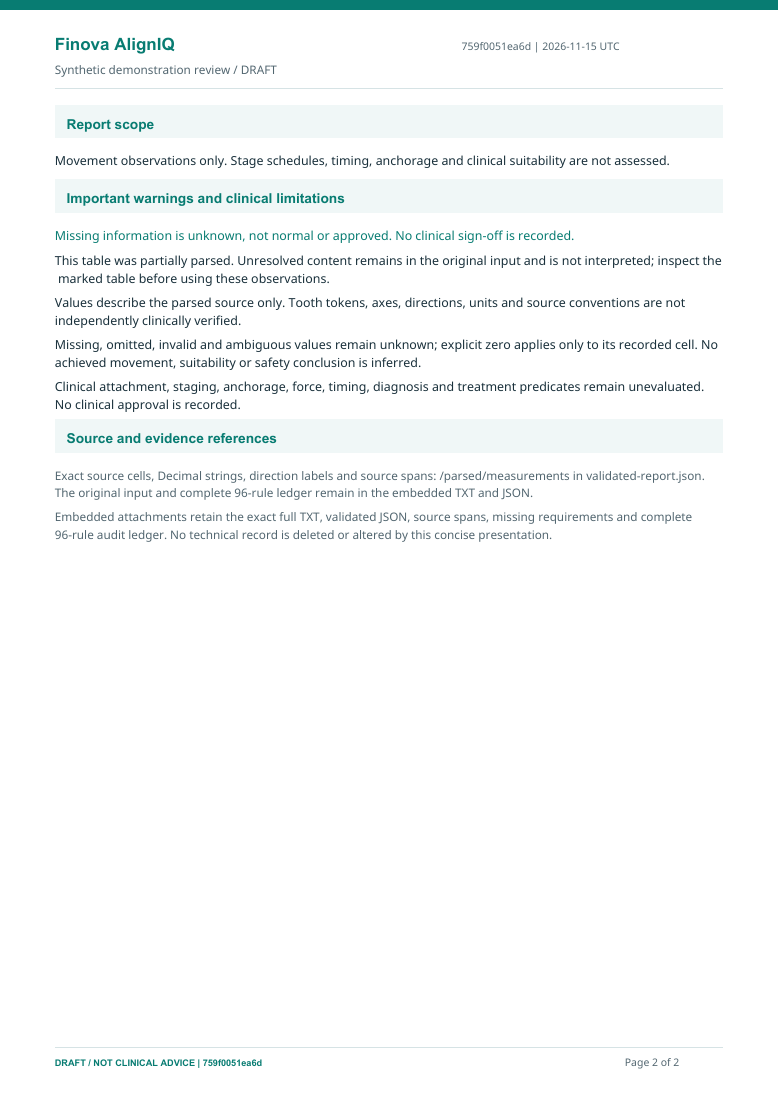 Finova AlignIQ
759f0051ea6d | 2026-11-15 UTC
Synthetic demonstration review / DRAFT
Report scope
Movement observations only. Stage schedules, timing, anchorage and clinical suitability are not assessed.
Important warnings and clinical limitations
Missing information is unknown, not normal or approved. No clinical sign-off is recorded.
This table was partially parsed. Unresolved content remains in the original input and is not interpreted; inspect the
marked table before using these observations.
Values describe the parsed source only. Tooth tokens, axes, directions, units and source conventions are not
independently clinically verified.
Missing, omitted, invalid and ambiguous values remain unknown; explicit zero applies only to its recorded cell. No
achieved movement, suitability or safety conclusion is inferred.
Clinical attachment, staging, anchorage, force, timing, diagnosis and treatment predicates remain unevaluated.
No clinical approval is recorded.
Source and evidence references
Exact source cells, Decimal strings, direction labels and source spans: /parsed/measurements in validated-report.json.
The original input and complete 96-rule ledger remain in the embedded TXT and JSON.
Embedded attachments retain the exact full TXT, validated JSON, source spans, missing requirements and complete
96-rule audit ledger. No technical record is deleted or altered by this concise presentation.
DRAFT / NOT CLINICAL ADVICE | 759f0051ea6d
Page 2 of 2